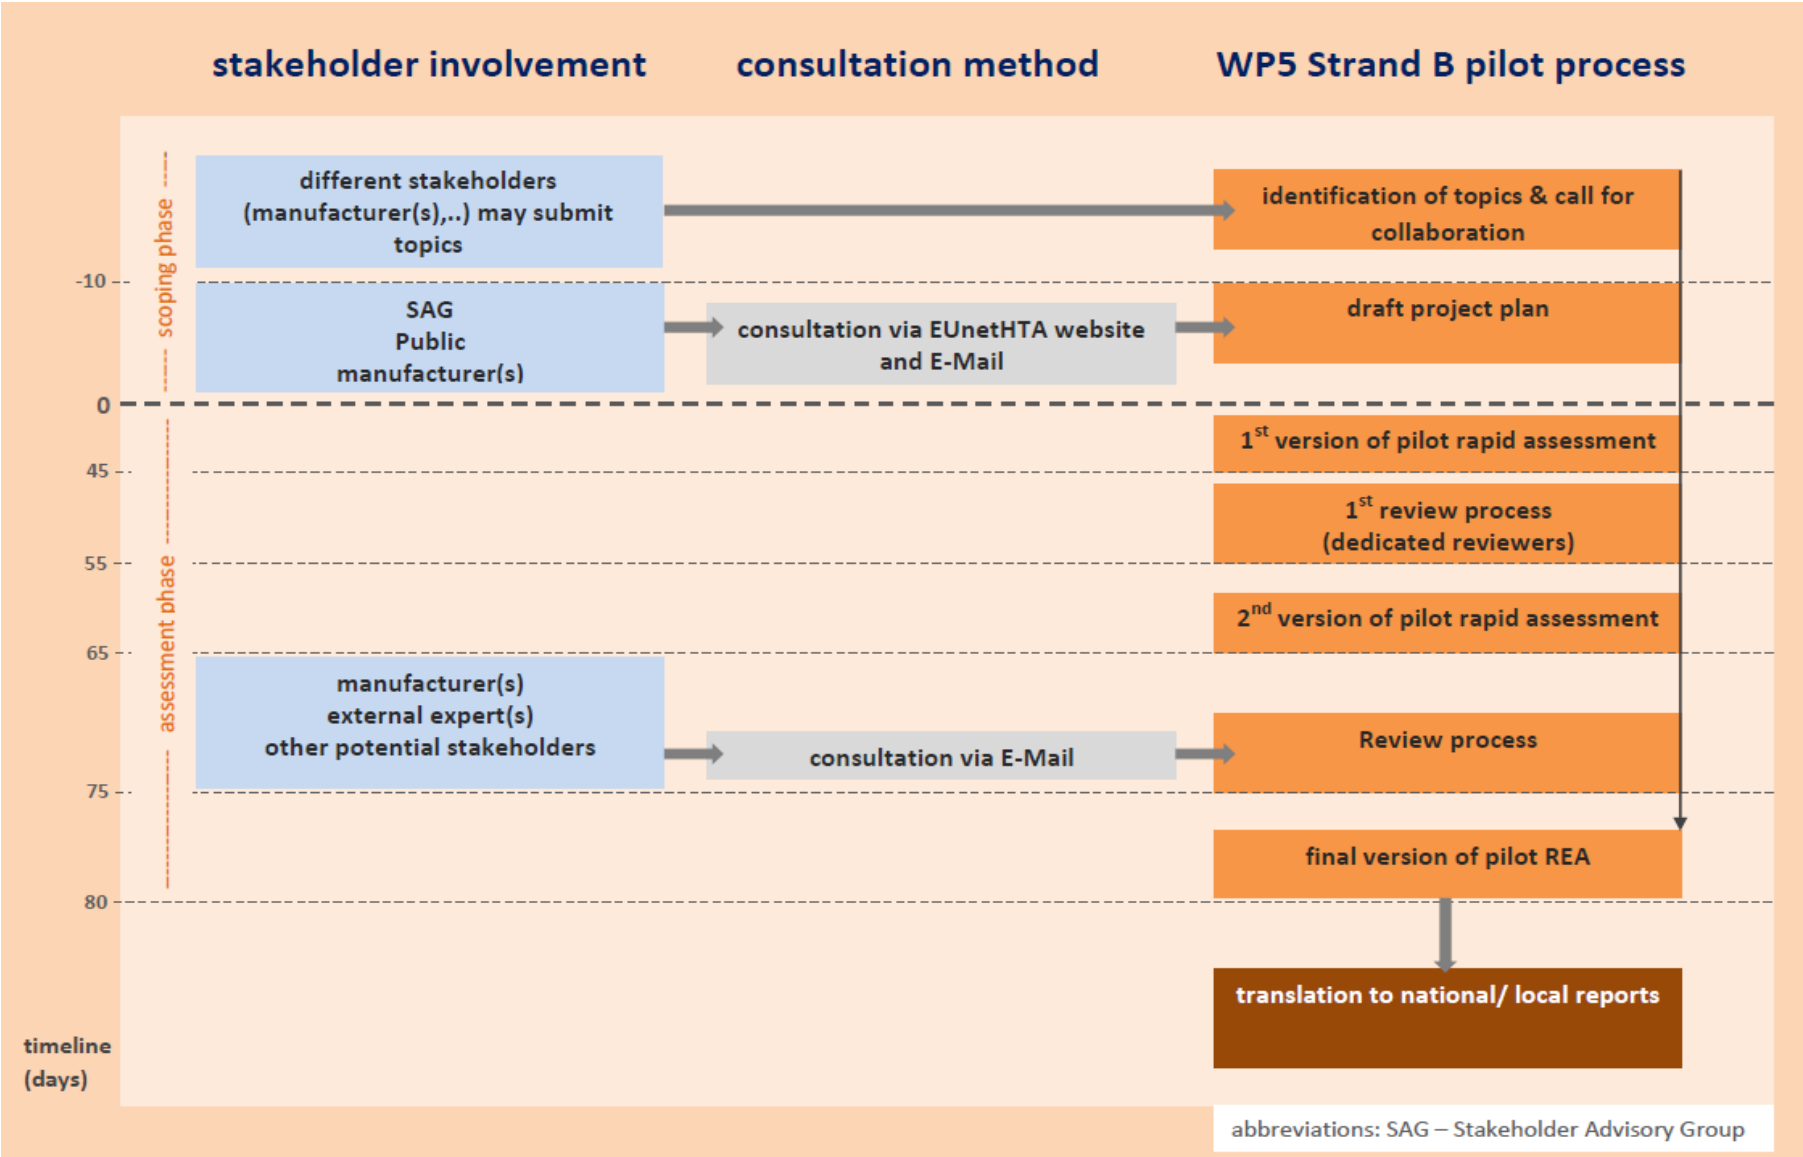 stakeholder involvement
consultation method
WP5 Strand B pilot process
scoping phase
different stakeholders
(manufacturer(s),..) may submit
topics
identification of topics & call for
collaboration
-10
SAG
Public
manufacturer(s)
consultation via EUnetHTA website
and E-Mail
draft project plan
0
assessment phase
1st version of pilot rapid assessment
45
1st review process
(dedicated reviewers)
55
2nd version of pilot rapid assessment
65
manufacturer(s)
external expert(s)
other potential stakeholders
consultation via E-Mail
Review process
75
final version of pilot REA
80
translation to national/ local reports
timeline
(days)
abbreviations: SAG – Stakeholder Advisory Group